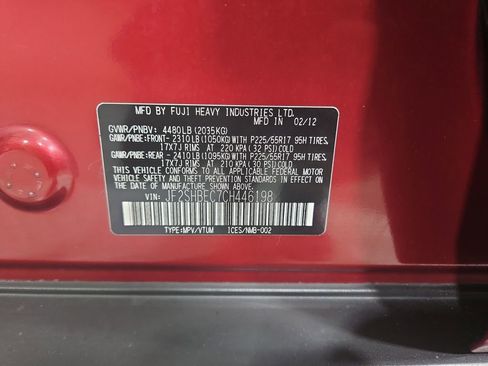 MFD BY FUJI HEAVY INDUSTRIES LTD.
MFD IN 02/12
GVWR/PNBV: 4480LB(2035KG)
GAWR/PNBE:FRONT- 2310LB(1050KG)WITH P225/55R17 95H TIRES,
17X7J RIMS AT 220 KPA(32 PSI)COLD
GAWR/PNBE:REAR - 2410LB(1095KG)WITH P225/55R17 95H TIRES,
17X7J RIMS AT 210 KPA(30 PSI)COLD
THIS VEHICLE CONFORMS TO ALL APPLICABLE FEDERAL MOTOR
VEHICLE SAFETY AND THEFT PREVENTION STANDARDS IN EFFECT
ON THE DATE OF MANUFACTURE SHOWN ABOVE.
VIN: JF2SHBEC7CH446198
TYPE:MPV/VTUM ICES/NMB-002